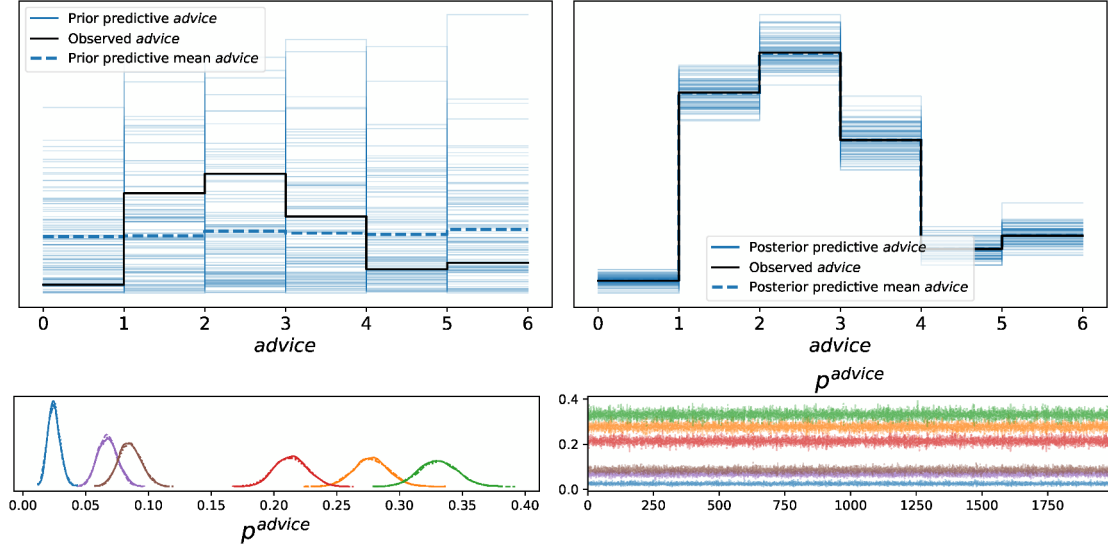 Prior predictive advice
Observed advice
Prior predictive mean advice
0 1 2 3 4 5 6
advice
Posterior predictive advice
Observed advice
Posterior predictive mean advice
0 1 2 3 4 5 6
advice
0.00 0.05 0.10 0.15 0.20 0.25 0.30 0.35 0.40
p^advice
p^advice
0.4
0.2
0.0
0 250 500 750 1000 1250 1500 1750